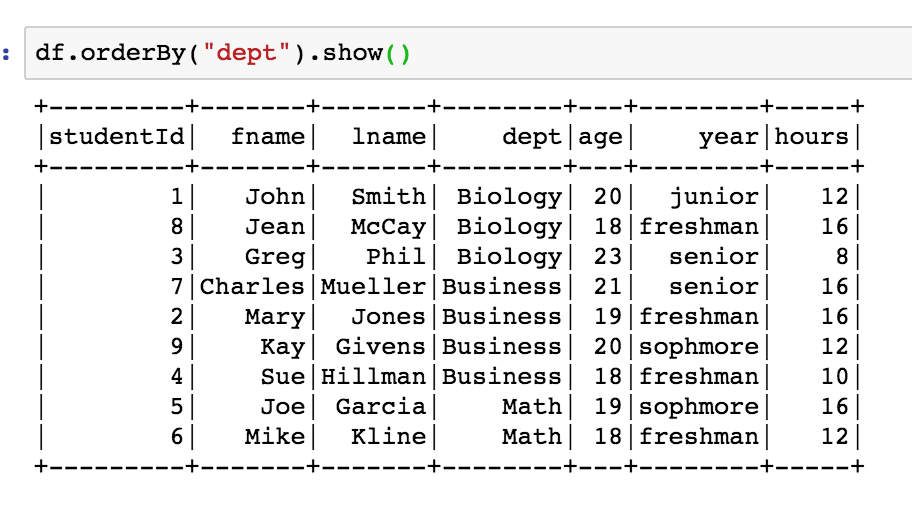 : df.orderBy("dept").show()
+---------+-------+-------+--------+---+--------+-----+
|studentId|  fname|  lname|    dept|age|    year|hours|
+---------+-------+-------+--------+---+--------+-----+
|        1|   John|  Smith| Biology| 20|  junior|   12|
|        8|   Jean|  McCay| Biology| 18|freshman|   16|
|        3|   Greg|   Phil| Biology| 23|  senior|    8|
|        7|Charles|Mueller|Business| 21|  senior|   16|
|        2|   Mary|  Jones|Business| 19|freshman|   16|
|        9|    Kay| Givens|Business| 20|sophmore|   12|
|        4|    Sue|Hillman|Business| 18|freshman|   10|
|        5|    Joe| Garcia|    Math| 19|sophmore|   16|
|        6|   Mike|  Kline|    Math| 18|freshman|   12|
+---------+-------+-------+--------+---+--------+-----+